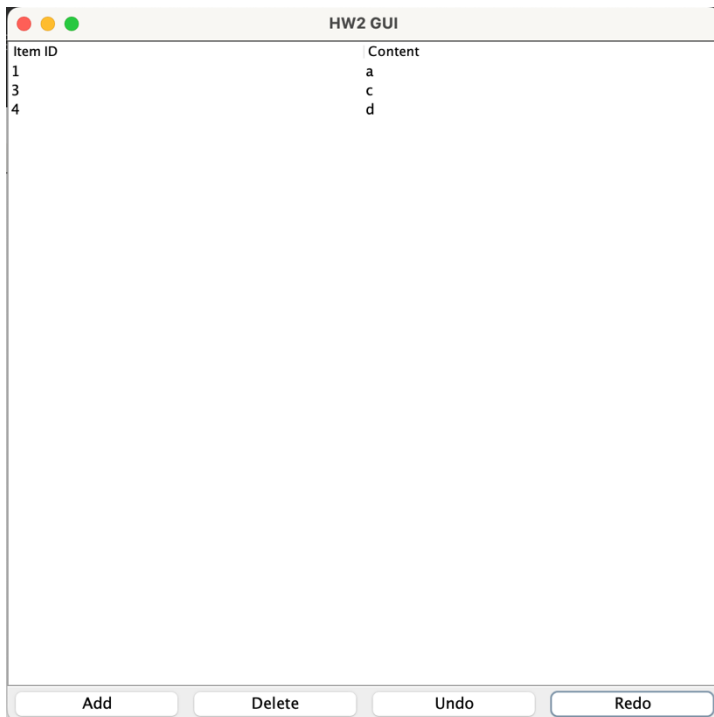 HW2 GUI
Item ID Content
1 a
3 c
4 d
Add Delete Undo Redo